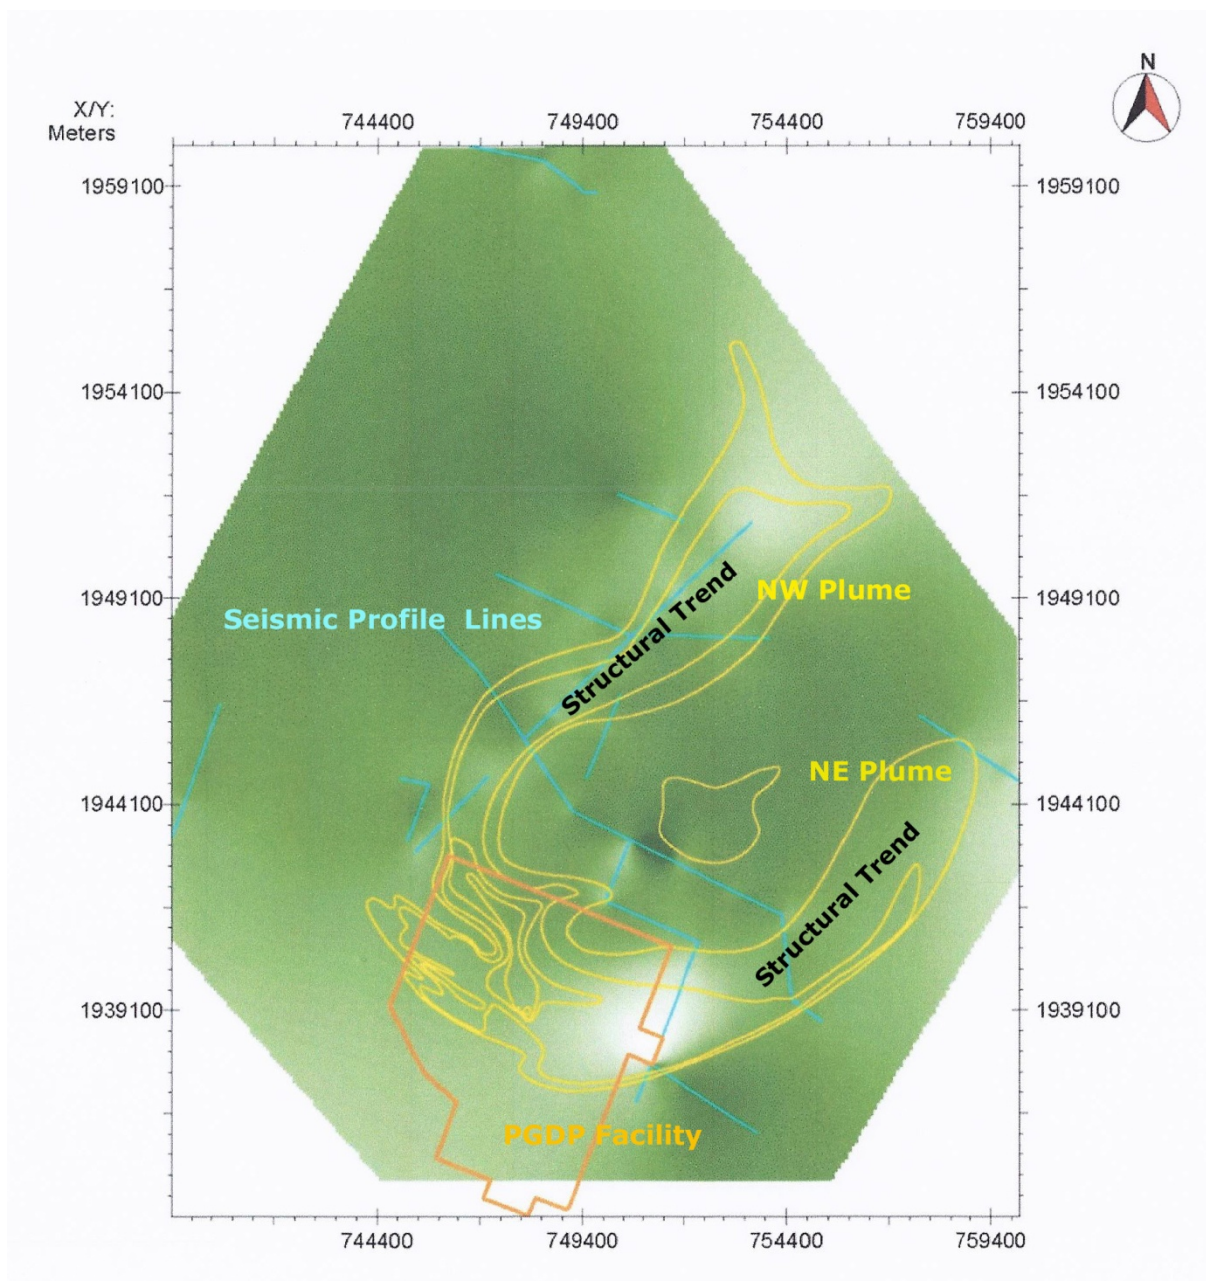 N
X/Y:
Meters
744400 749400 754400 759400
1959100 1959100
1954100 1954100
1949100 1949100
NW Plume
Seismic Profile Lines
Structural Trend
NE Plume
1944100 1944100
Structural Trend
1939100 1939100
PGDP Facility
744400 749400 754400 759400